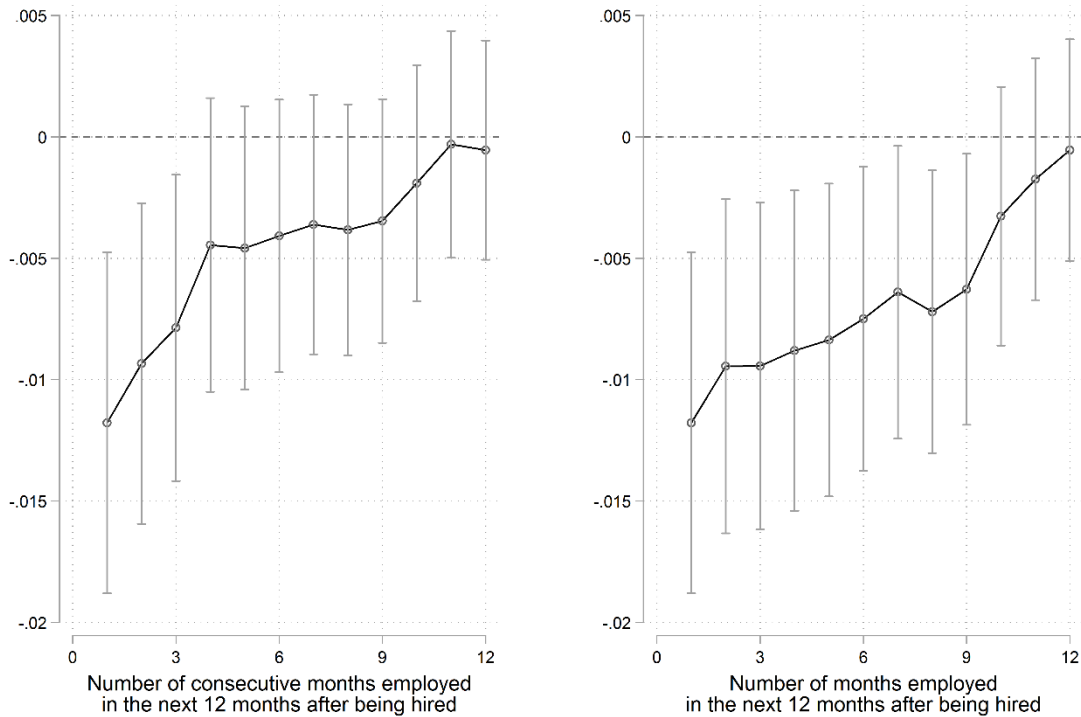 .005
0
-.005
-.01
-.015
-.02
0 3 6 9 12
Number of consecutive months employed
in the next 12 months after being hired
.005
0
-.005
-.01
-.015
-.02
0 3 6 9 12
Number of months employed
in the next 12 months after being hired